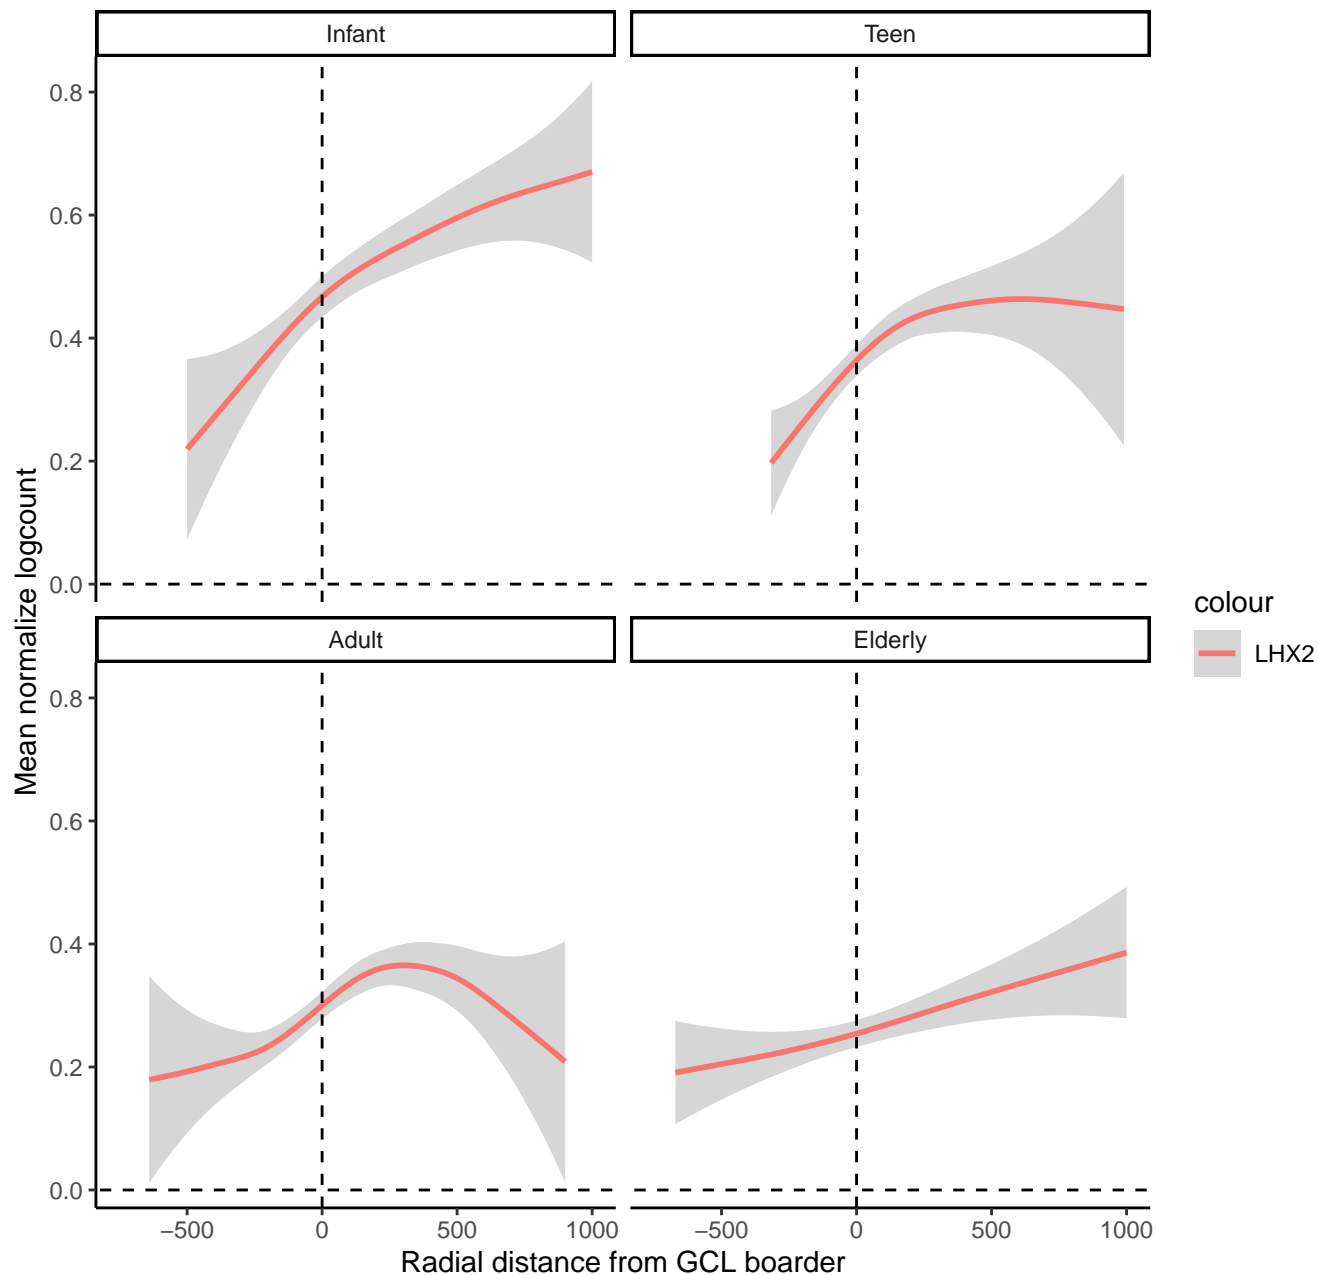 Infant
Teen
0.8
0.6
0.4
0.2
0.0
Mean normalize logcount
colour
LHX2
Adult
Elderly
0.8
0.6
0.4
0.2
0.0
−500
0
500
1000
−500
0
500
1000
Radial distance from GCL boarder